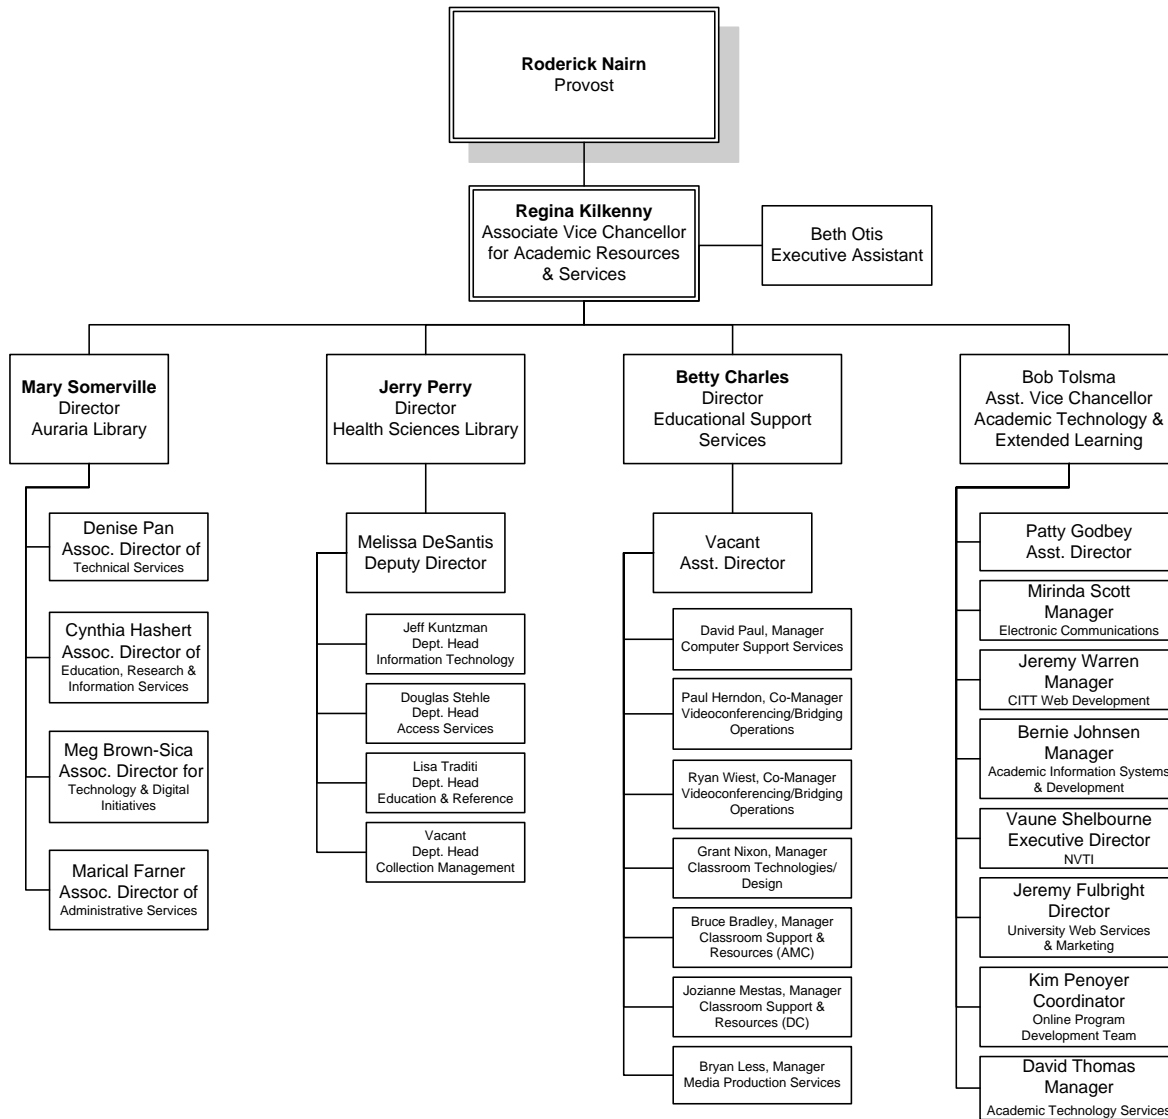 Roderick Nairn
Provost
Regina Kilkenny
Associate Vice Chancellor
for Academic Resources
& Services
Beth Otis
Executive Assistant
Mary Somerville
Director
Auraria Library
Jerry Perry
Director
Health Sciences Library
Betty Charles
Director
Educational Support
Services
Bob Tolsma
Asst. Vice Chancellor
Academic Technology &
Extended Learning
Denise Pan
Assoc. Director of
Technical Services
Cynthia Hashert
Assoc. Director of
Education, Research &
Information Services
Meg Brown-Sica
Assoc. Director for
Technology & Digital
Initiatives
Marical Farner
Assoc. Director of
Administrative Services
Melissa DeSantis
Deputy Director
Jeff Kuntzman
Dept. Head
Information Technology
Douglas Stehle
Dept. Head
Access Services
Lisa Traditi
Dept. Head
Education & Reference
Vacant
Dept. Head
Collection Management
Vacant
Asst. Director
David Paul, Manager
Computer Support Services
Paul Herndon, Co-Manager
Videoconferencing/Bridging
Operations
Ryan Wiest, Co-Manager
Videoconferencing/Bridging
Operations
Grant Nixon, Manager
Classroom Technologies/
Design
Bruce Bradley, Manager
Classroom Support &
Resources (AMC)
Jozianne Mestas, Manager
Classroom Support &
Resources (DC)
Bryan Less, Manager
Media Production Services
Patty Godbey
Asst. Director
Mirinda Scott
Manager
Electronic Communications
Jeremy Warren
Manager
CITT Web Development
Bernie Johnsen
Manager
Academic Information Systems
& Development
Vaune Shelbourne
Executive Director
NVTI
Jeremy Fulbright
Director
University Web Services
& Marketing
Kim Penoyer
Coordinator
Online Program
Development Team
David Thomas
Manager
Academic Technology Services